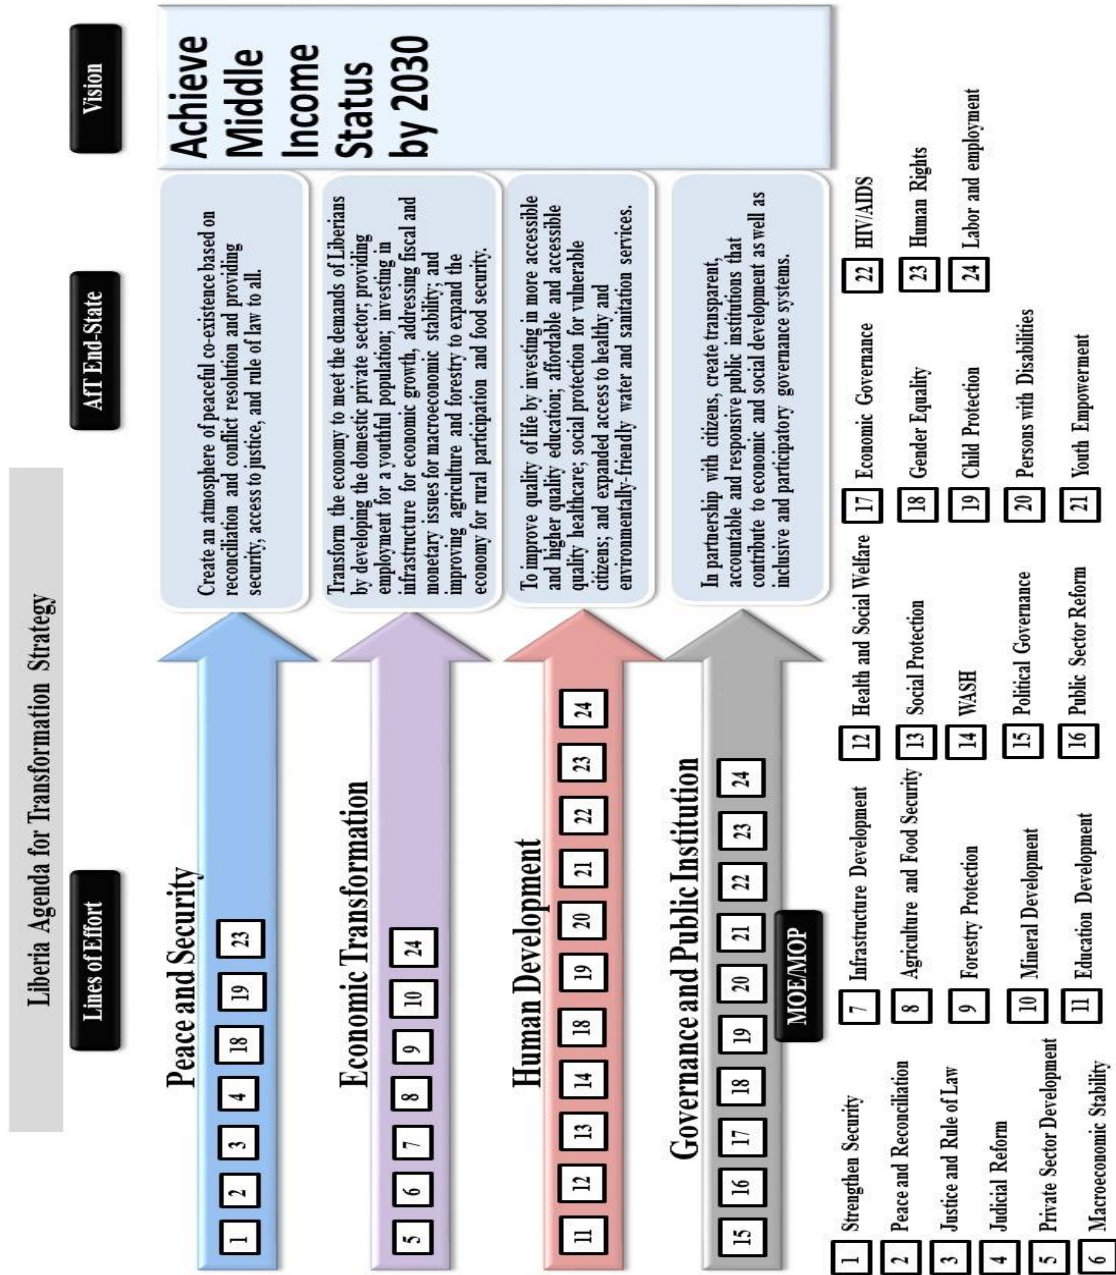 Liberia Agenda for Transformation Strategy
Lines of Effort
AfT End-State
Vision
Peace and Security
1 2 3 4 18 19 23
Create an atmosphere of peaceful co-existence based on
reconciliation and conflict resolution and providing
security, access to justice, and rule of law to all.
Economic Transformation
5 6 7 8 9 10 24
Transform the economy to meet the demands of Liberians
by developing the domestic private sector; providing
employment for a youthful population; investing in
infrastructure for economic growth, addressing fiscal and
monetary issues for macroeconomic stability; and
improving agriculture and forestry to expand the
economy for rural participation and food security.
Human Development
11 12 13 14 18 19 20 21 22 23 24
To improve quality of life by investing in more accessible
and higher quality education; affordable and accessible
quality healthcare; social protection for vulnerable
citizens; and expanded access to healthy and
environmentally-friendly water and sanitation services.
Governance and Public Institution
15 16 17 18 19 20 21 22 23 24
In partnership with citizens, create transparent,
accountable and responsive public institutions that
contribute to economic and social development as well as
inclusive and participatory governance systems.
Achieve
Middle
Income
Status
by 2030
MOE/MOP
1 Strengthen Security
2 Peace and Reconciliation
3 Justice and Rule of Law
4 Judicial Reform
5 Private Sector Development
6 Macroeconomic Stability
7 Infrastructure Development
8 Agriculture and Food Security
9 Forestry Protection
10 Mineral Development
11 Education Development
12 Health and Social Welfare
13 Social Protection
14 WASH
15 Political Governance
16 Public Sector Reform
17 Economic Governance
18 Gender Equality
19 Child Protection
20 Persons with Disabilities
21 Youth Empowerment
22 HIV/AIDS
23 Human Rights
24 Labor and employment